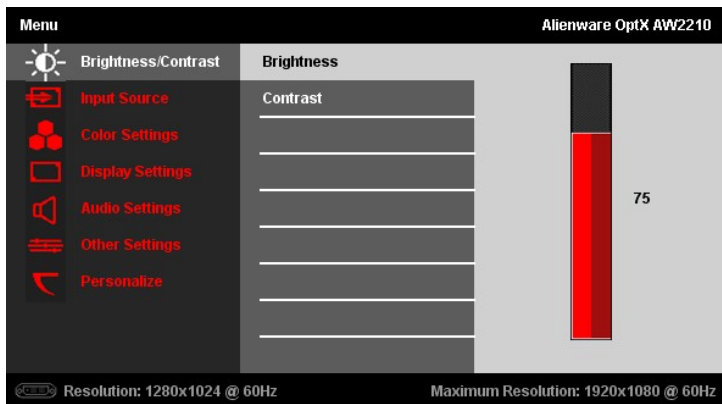 Menu Alienware OptX AW2210
Brightness/Contrast Brightness
Input Source Contrast
Color Settings
Display Settings
75
Audio Settings
Other Settings
Personalize
Resolution: 1280x1024 @ 60Hz Maximum Resolution: 1920x1080 @ 60Hz